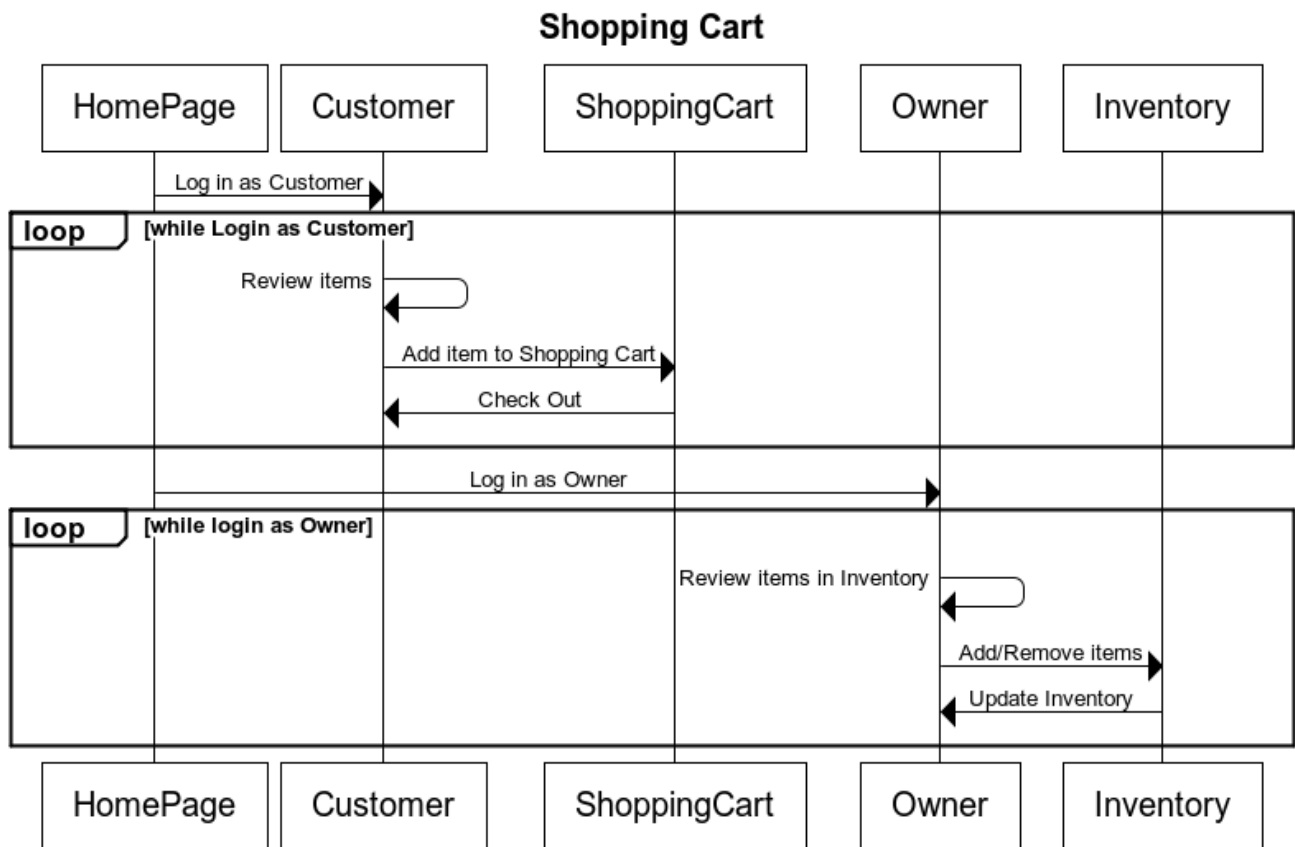 Shopping Cart
HomePage
Customer
ShoppingCart
Owner
Inventory
Log in as Customer
loop
[while Login as Customer]
Review items
Add item to Shopping Cart
Check Out
Log in as Owner
loop
[while login as Owner]
Review items in Inventory
Add/Remove items
Update Inventory
HomePage
Customer
ShoppingCart
Owner
Inventory